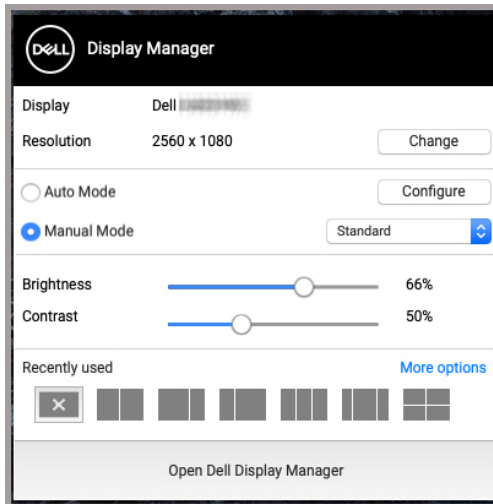 DELL Display Manager
Display Dell
Resolution 2560 x 1080 Change
Auto Mode Configure
Manual Mode Standard
Brightness 66%
Contrast 50%
Recently used More options
Open Dell Display Manager